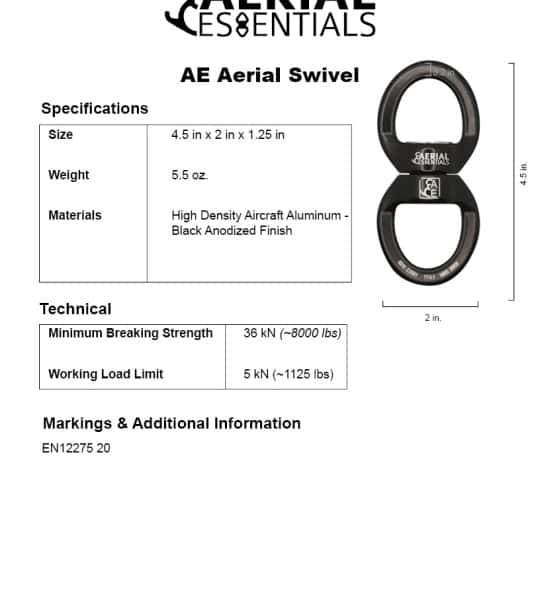 AERIAL
ESSENTIALS
AE Aerial Swivel
Specifications
Size 4.5 in x 2 in x 1.25 in
Weight 5.5 oz.
Materials High Density Aircraft Aluminum -
Black Anodized Finish
AERIAL
ESSENTIALS
4.5 in.
2 in.
Technical
Minimum Breaking Strength 36 kN (~8000 lbs)
Working Load Limit 5 kN (~1125 lbs)
Markings & Additional Information
EN12275 20